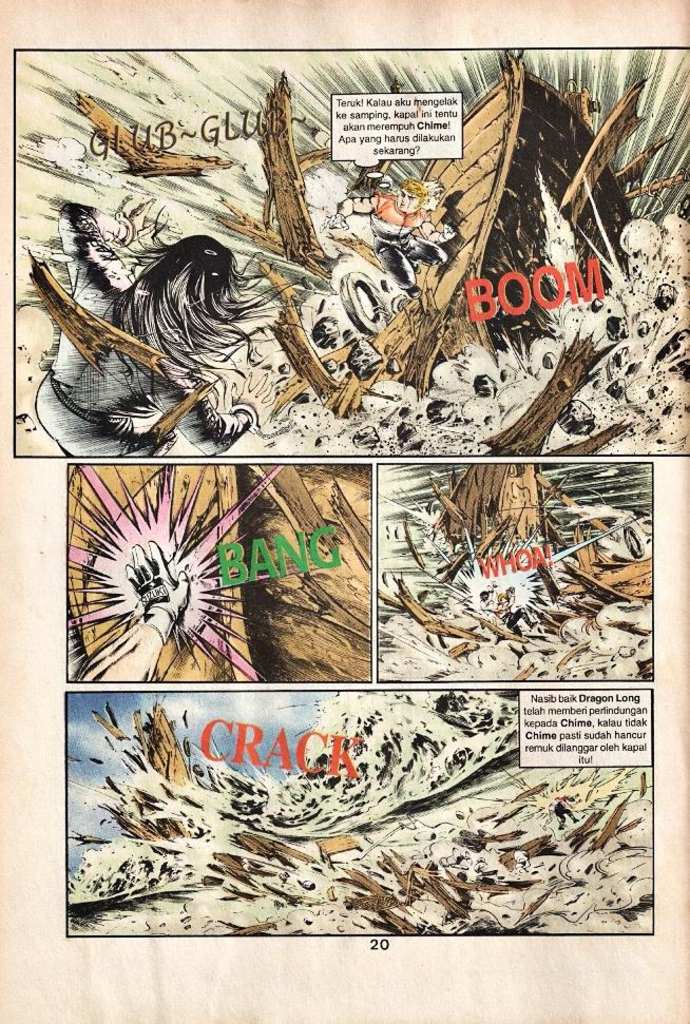 GLUB~GLUB~
Teruk! Kalau aku mengelak
ke samping, kapal ini tentu
akan merempuh Chime!
Apa yang harus dilakukan
sekarang?
BOOM
BANG
WHOA!
CRACK
Nasib baik Dragon Long
telah memberi perlindungan
kepada Chime, kalau tidak
Chime pasti sudah hancur
remuk dilanggar oleh kapal
itu!
20